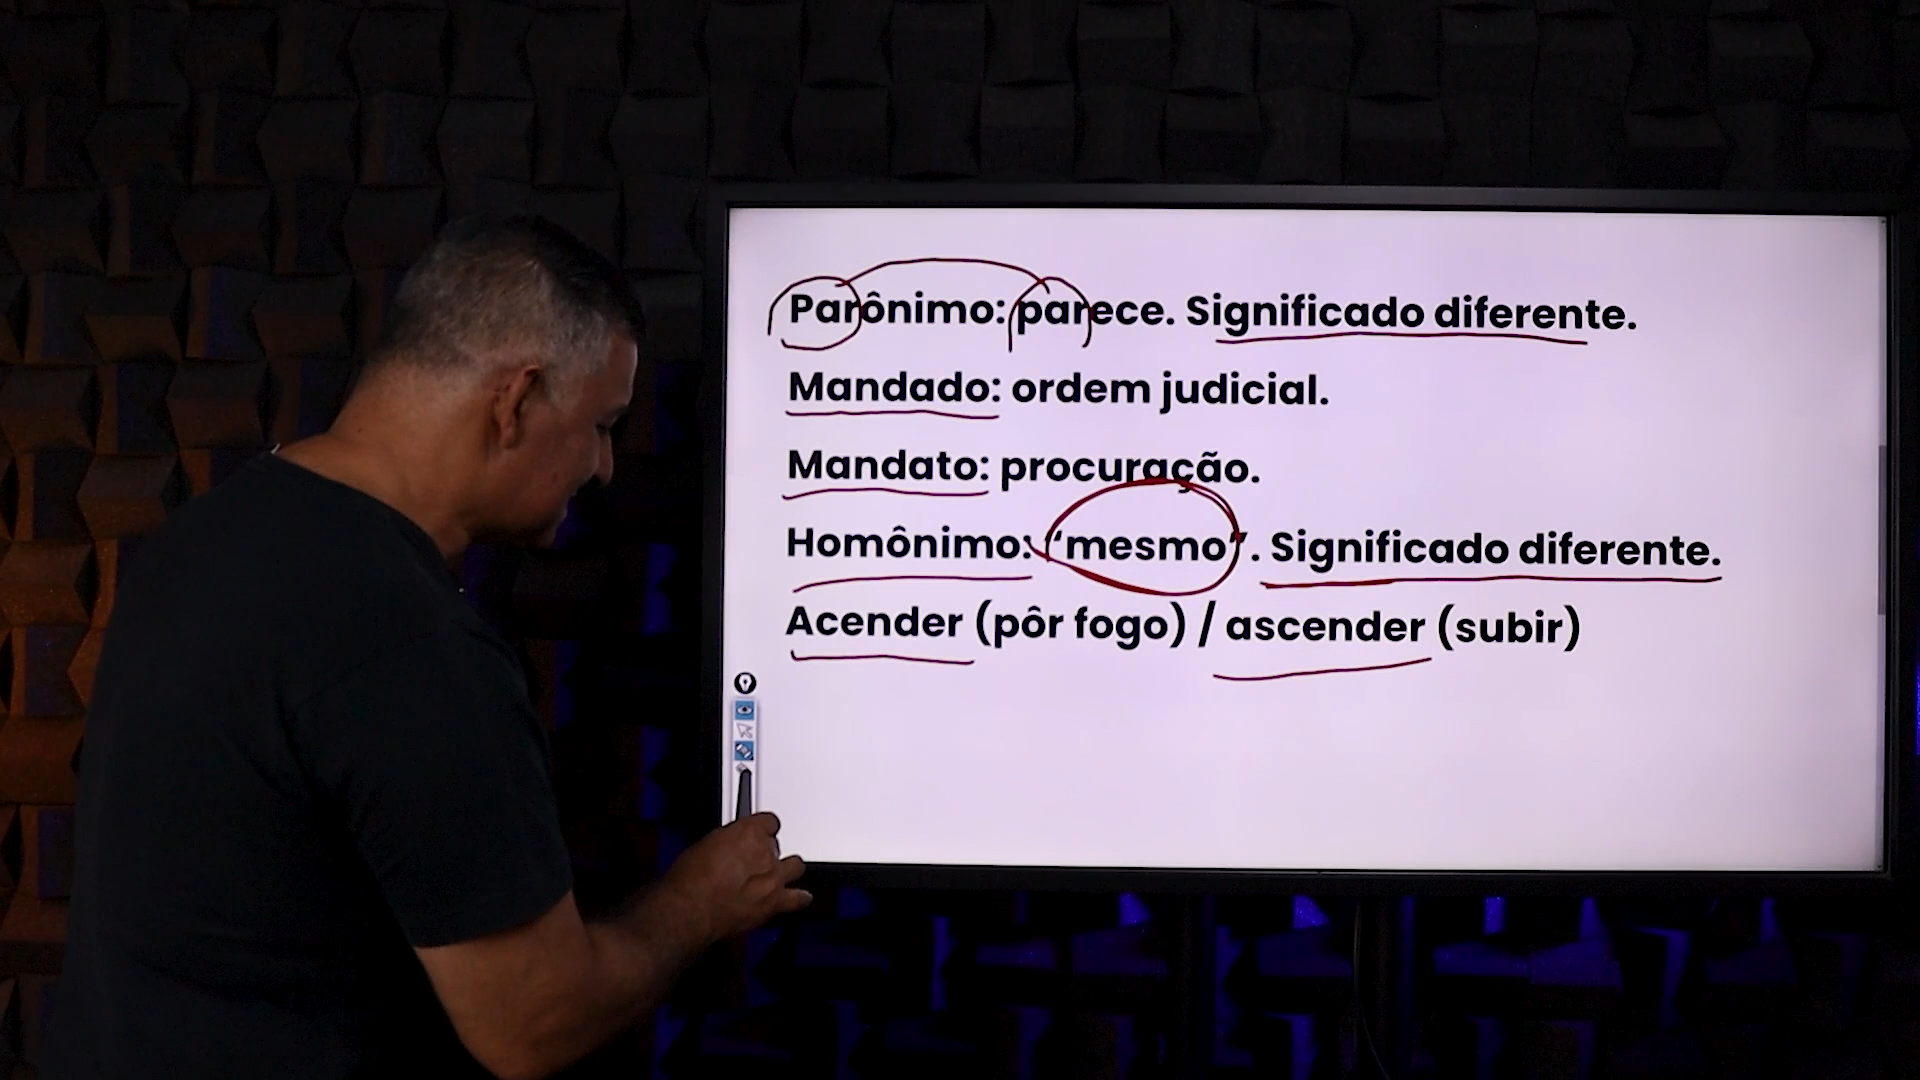 Parônimo: parece. Significado diferente.
Mandado: ordem judicial.
Mandato: procuração.
Homônimo: ‘mesmo’. Significado diferente.
Acender (pôr fogo) / ascender (subir)